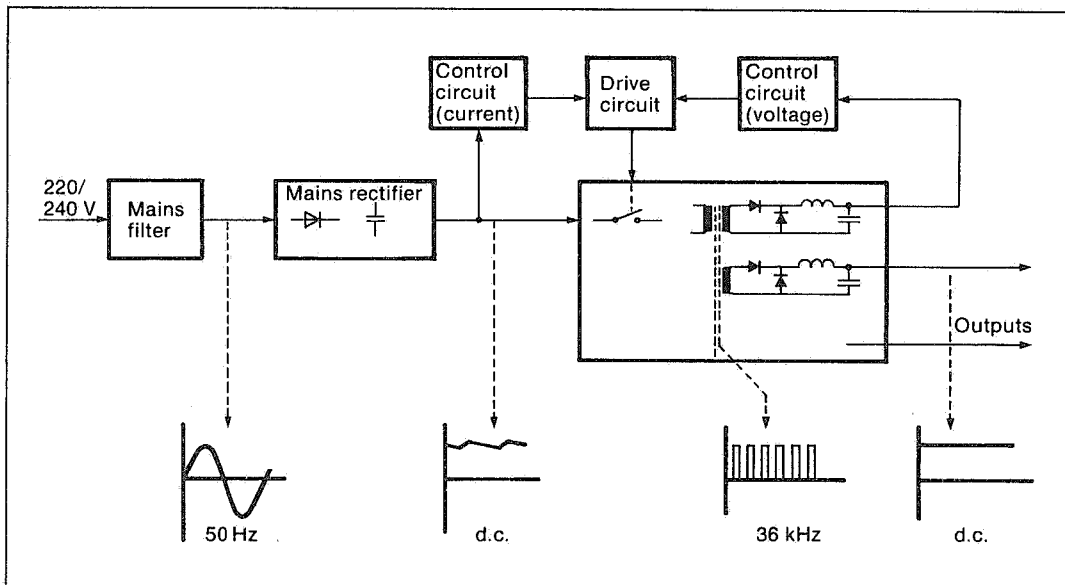 Control
circuit
(current)
Drive
circuit
Control
circuit
(voltage)
220/
240 V
Mains
filter
Mains rectifier
Outputs
50 Hz
d.c.
36 kHz
d.c.